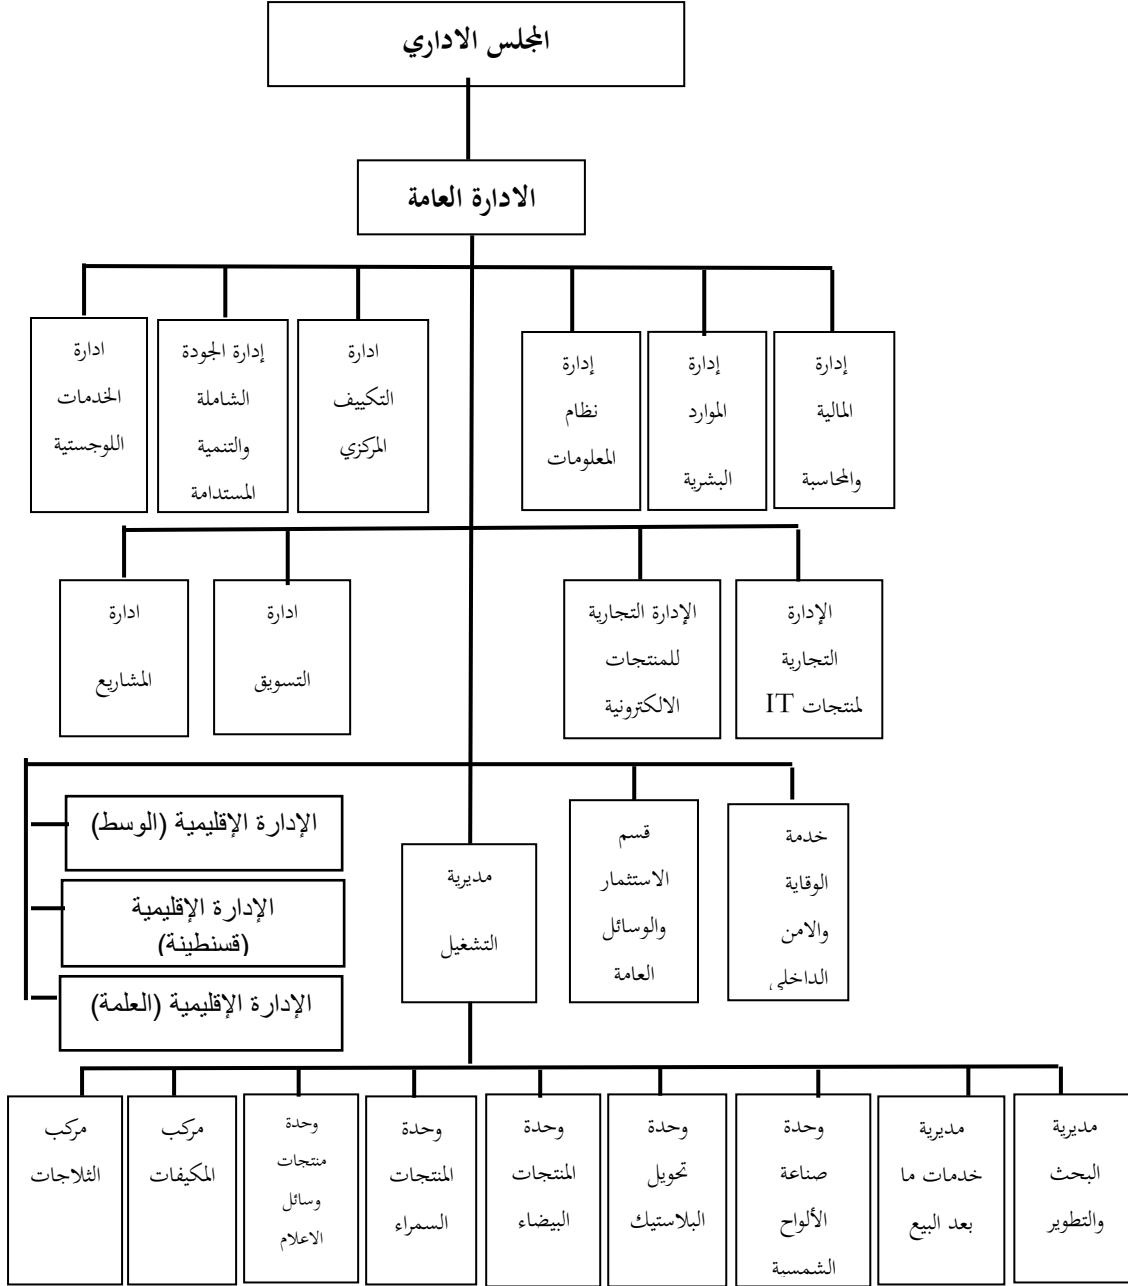 المجلس الاداري
الادارة العامة
إدارة
المالية
والمحاسبة
إدارة
الموارد
البشرية
إدارة
نظام
المعلومات
ادارة
التكييف
المركزي
إدارة الجودة
الشاملة
والتنمية
المستدامة
ادارة
الخدمات
اللوجستية
الإدارة
التجارية
لمنتجات IT
الإدارة التجارية
للمنتجات
الالكترونية
ادارة
التسويق
ادارة
المشاريع
خدمة
الوقاية
والامن
الداخلي
قسم
الاستثمار
والوسائل
العامة
مديرية
التشغيل
الإدارة الإقليمية (الوسط)
الإدارة الإقليمية
(قسنطينة)
الإدارة الإقليمية (العلمة)
مديرية
البحث
والتطوير
مديرية
خدمات ما
بعد البيع
وحدة
صناعة
الألواح
الشمسية
وحدة
تحويل
البلاستيك
وحدة
المنتجات
البيضاء
وحدة
المنتجات
السمراء
وحدة
منتجات
وسائل
الاعلام
مركب
المكيفات
مركب
الثلاجات